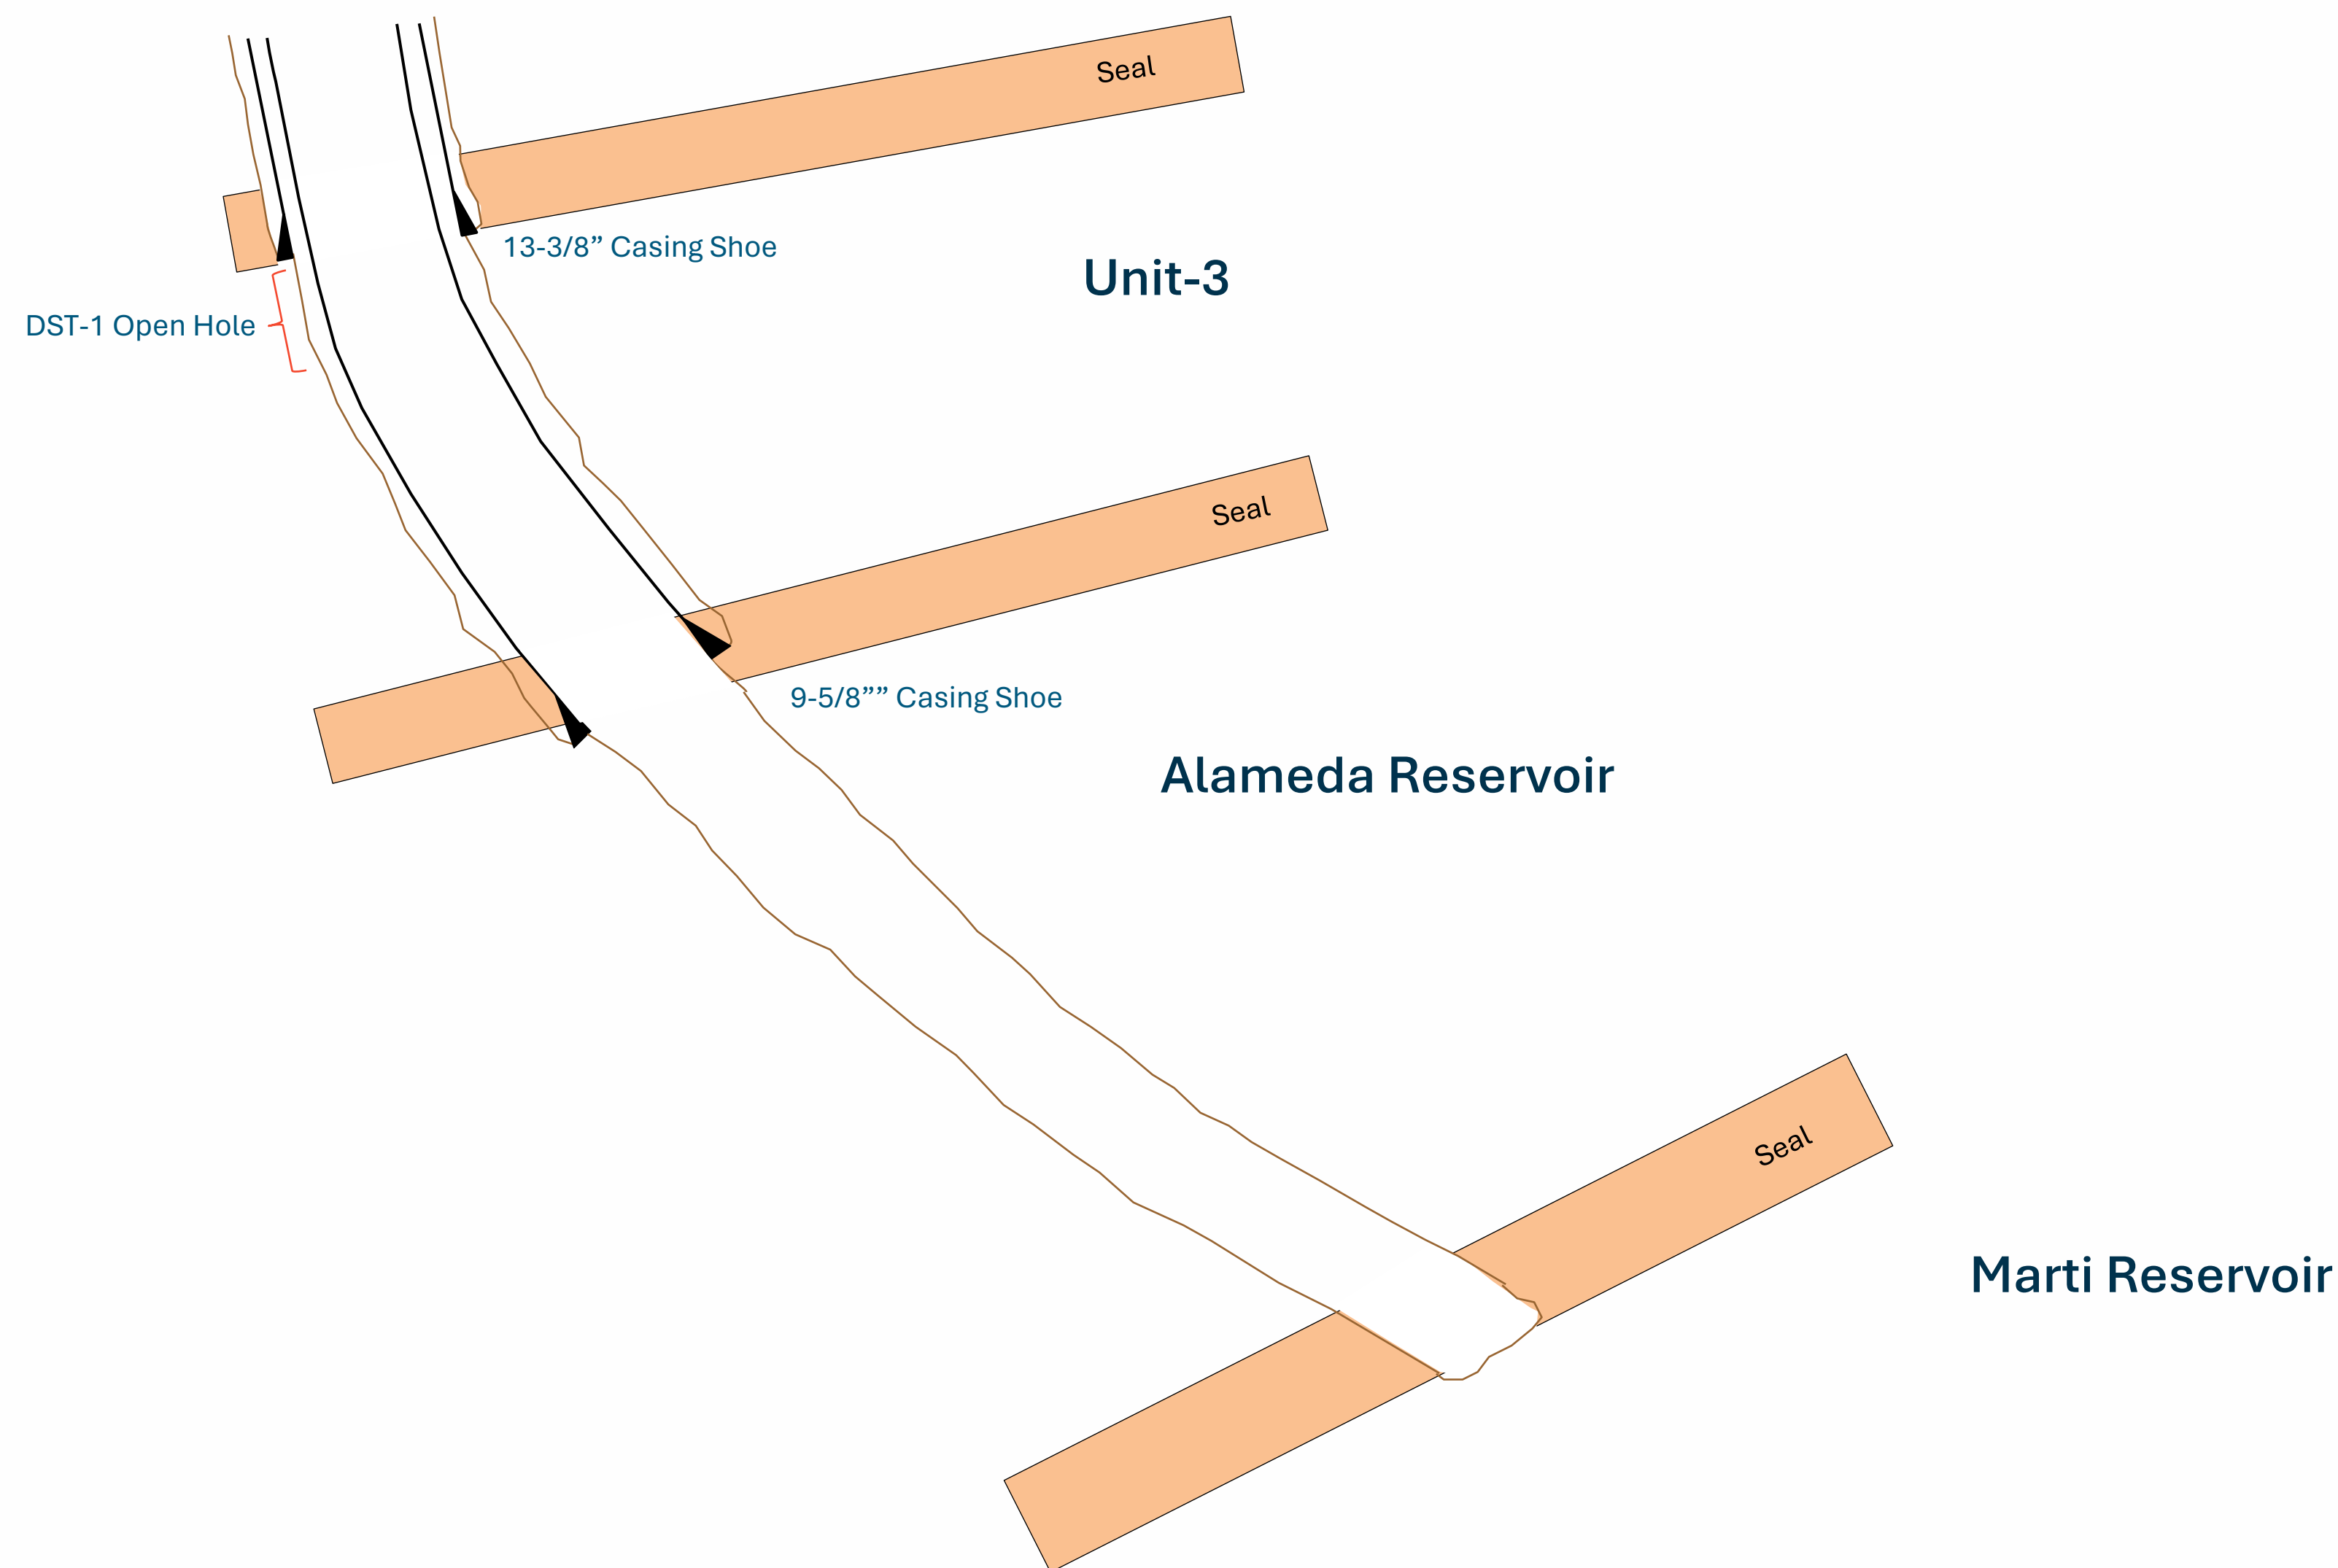 Seal
13-3/8” Casing Shoe
Unit-3
DST-1 Open Hole
Seal
9-5/8”” Casing Shoe
Alameda Reservoir
Seal
Marti Reservoir